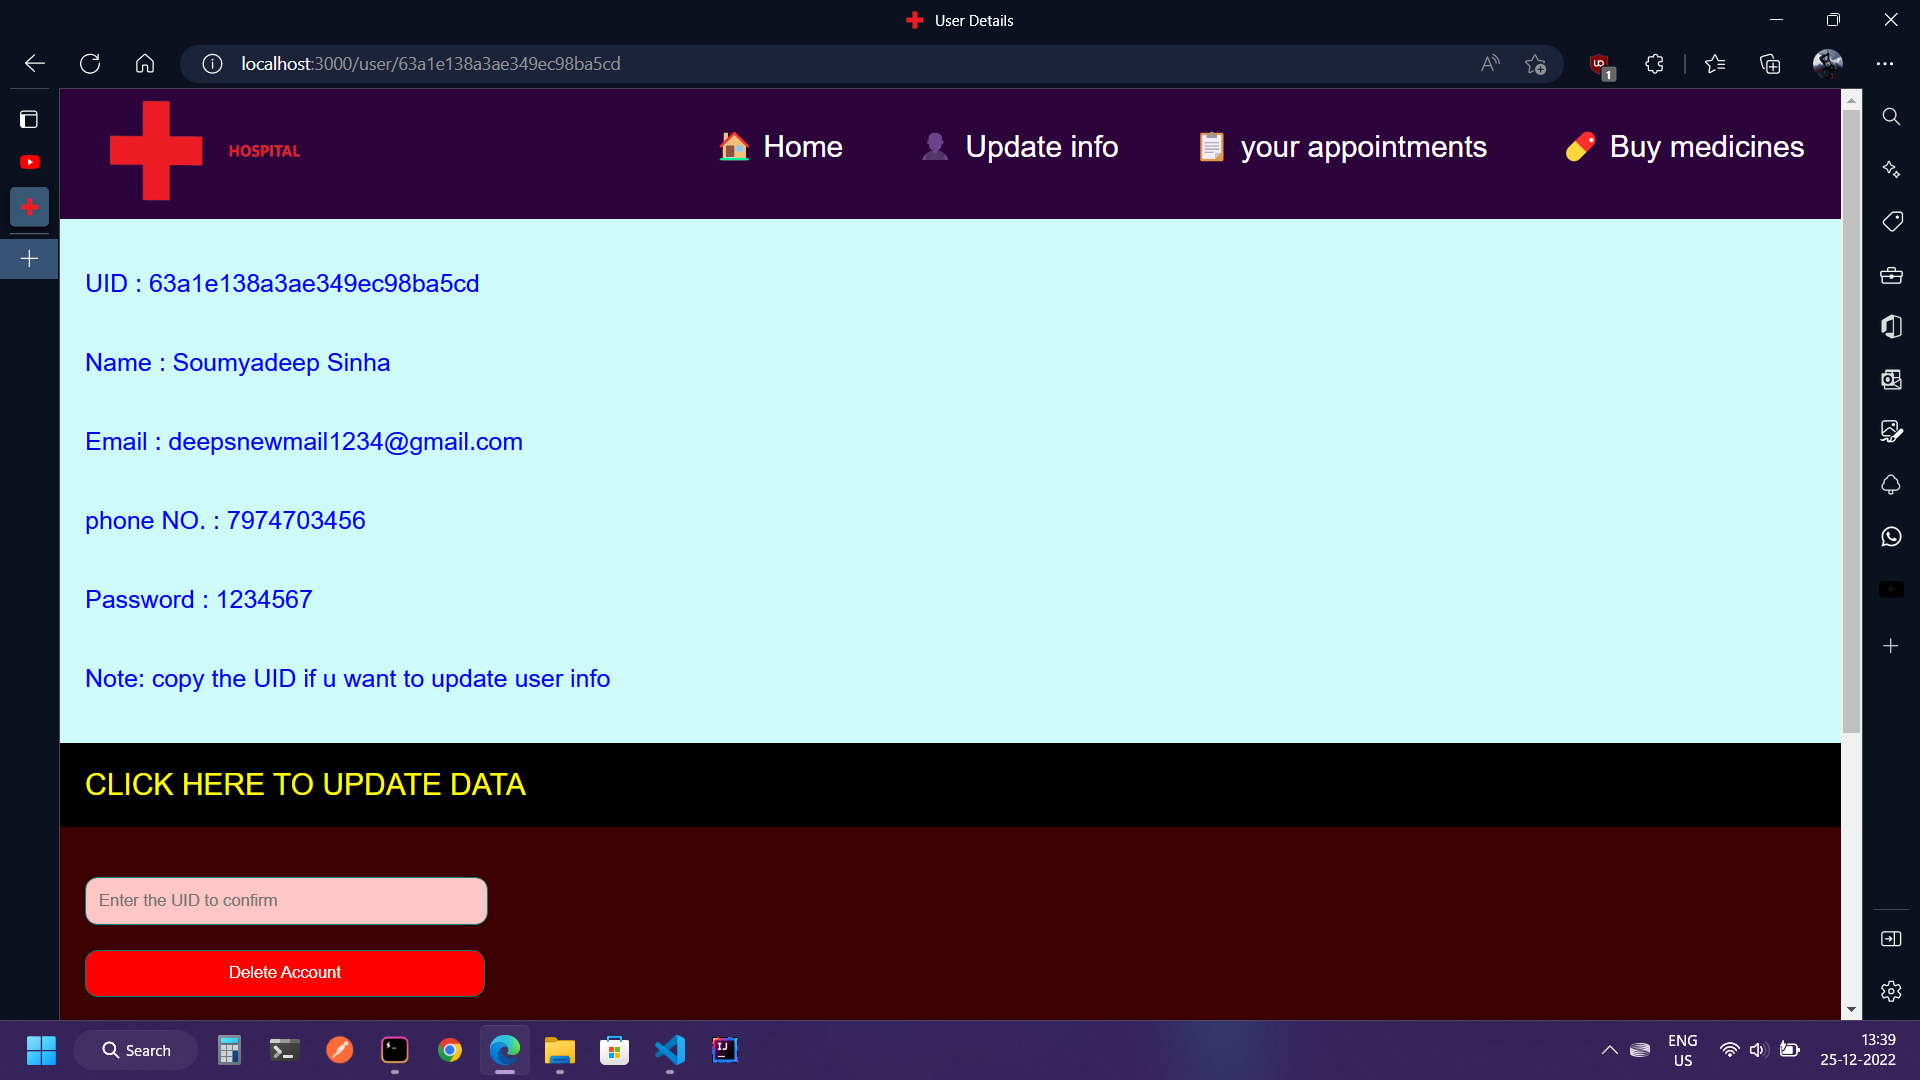 User Details
localhost:3000/user/63a1e138a3ae349ec98ba5cd
1
HOSPITAL
Home
Update info
your appointments
Buy medicines
UID : 63a1e138a3ae349ec98ba5cd
Name : Soumyadeep Sinha
Email : deepsnewmail1234@gmail.com
phone NO. : 7974703456
Password : 1234567
Note: copy the UID if u want to update user info
CLICK HERE TO UPDATE DATA
Enter the UID to confirm
Delete Account
Search
IJ
ENG
US
13:39
25-12-2022